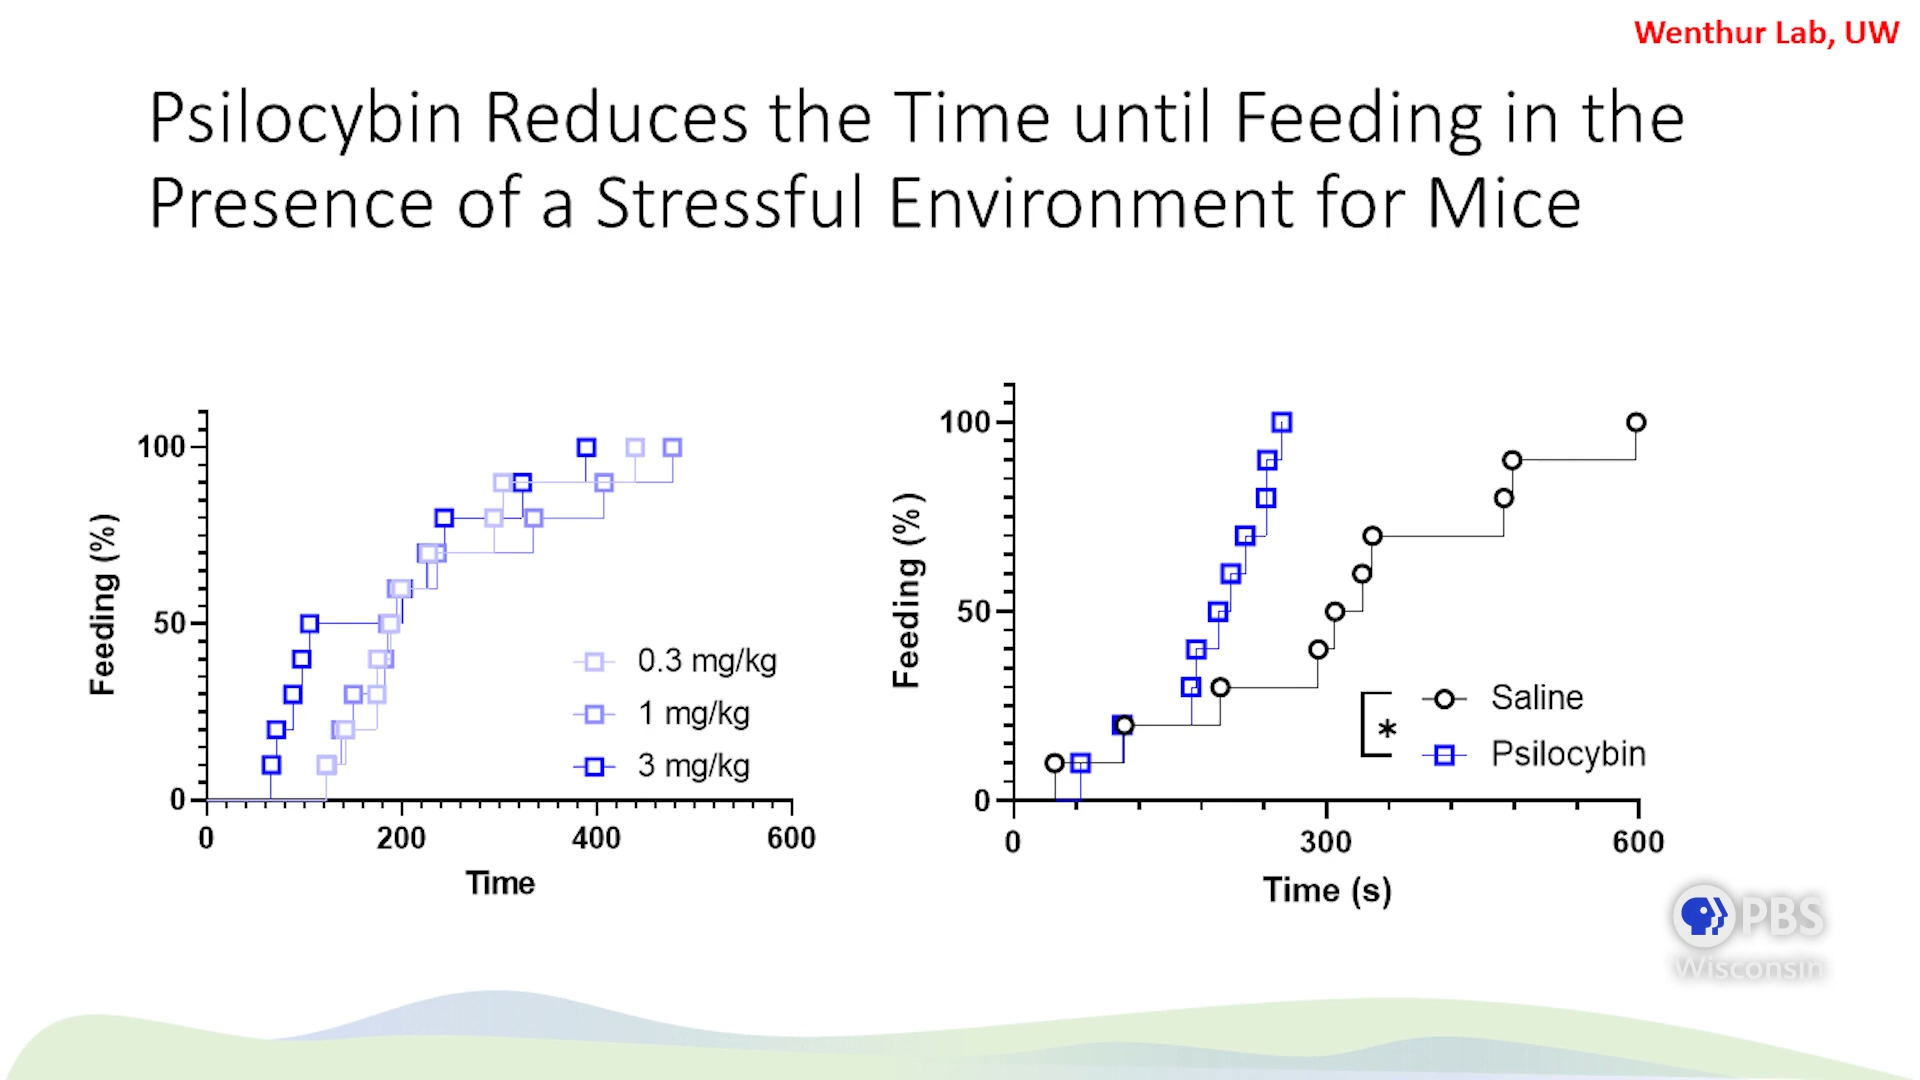 Wenthur Lab, UW
Psilocybin Reduces the Time until Feeding in the
Presence of a Stressful Environment for Mice
Feeding (%)
100
50
0
0 200 400 600
Time
0.3 mg/kg
1 mg/kg
3 mg/kg
Feeding (%)
100
50
0
0 300 600
Time (s)
*
Saline
Psilocybin
PBS
Wisconsin